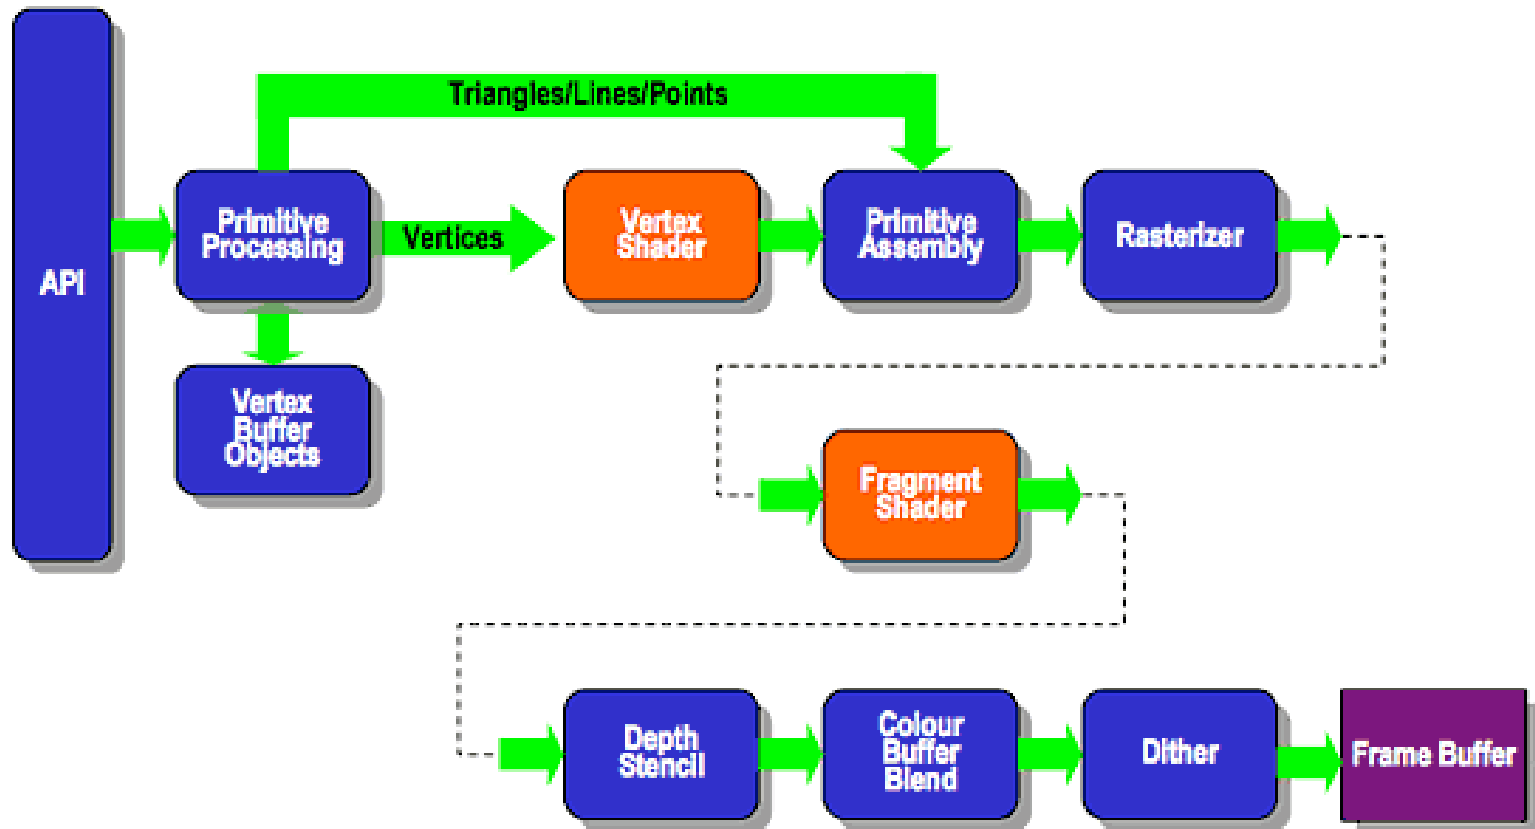 Triangles/Lines/Points
API
Primitive
Processing
Vertices
Vertex
Shader
Primitive
Assembly
Rasterizer
Vertex
Buffer
Objects
Fragment
Shader
Depth
Stencil
Colour
Buffer
Blend
Dither
Frame Buffer